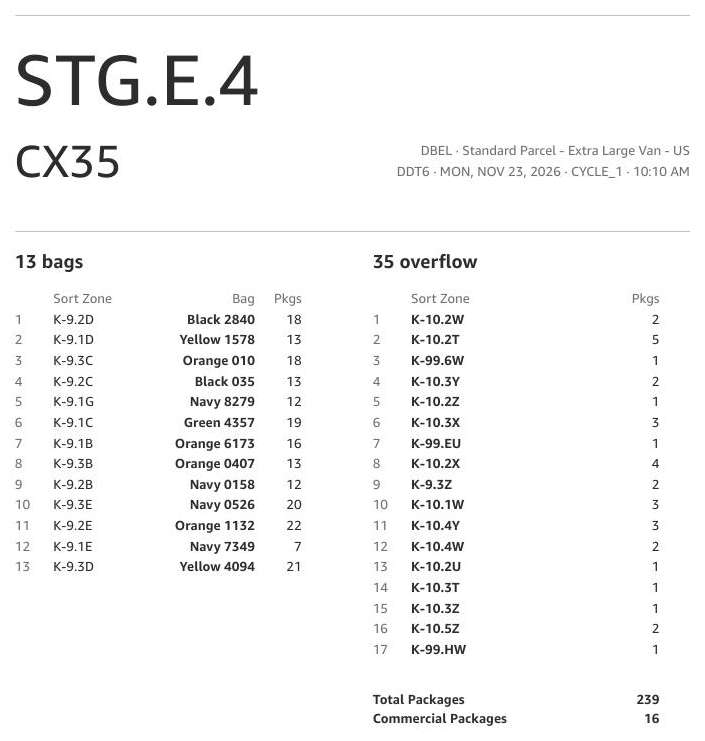 STG.E.4
CX35
DBEL · Standard Parcel - Extra Large Van - US
DDT6 · MON, NOV 23, 2026 · CYCLE_1 · 10:10 AM
13 bags
Sort Zone Bag Pkgs
1 K-9.2D Black 2840 18
2 K-9.1D Yellow 1578 13
3 K-9.3C Orange 010 18
4 K-9.2C Black 035 13
5 K-9.1G Navy 8279 12
6 K-9.1C Green 4357 19
7 K-9.1B Orange 6173 16
8 K-9.3B Orange 0407 13
9 K-9.2B Navy 0158 12
10 K-9.3E Navy 0526 20
11 K-9.2E Orange 1132 22
12 K-9.1E Navy 7349 7
13 K-9.3D Yellow 4094 21
35 overflow
Sort Zone Pkgs
1 K-10.2W 2
2 K-10.2T 5
3 K-99.6W 1
4 K-10.3Y 2
5 K-10.2Z 1
6 K-10.3X 3
7 K-99.EU 1
8 K-10.2X 4
9 K-9.3Z 2
10 K-10.1W 3
11 K-10.4Y 3
12 K-10.4W 2
13 K-10.2U 1
14 K-10.3T 1
15 K-10.3Z 1
16 K-10.5Z 2
17 K-99.HW 1
Total Packages 239
Commercial Packages 16